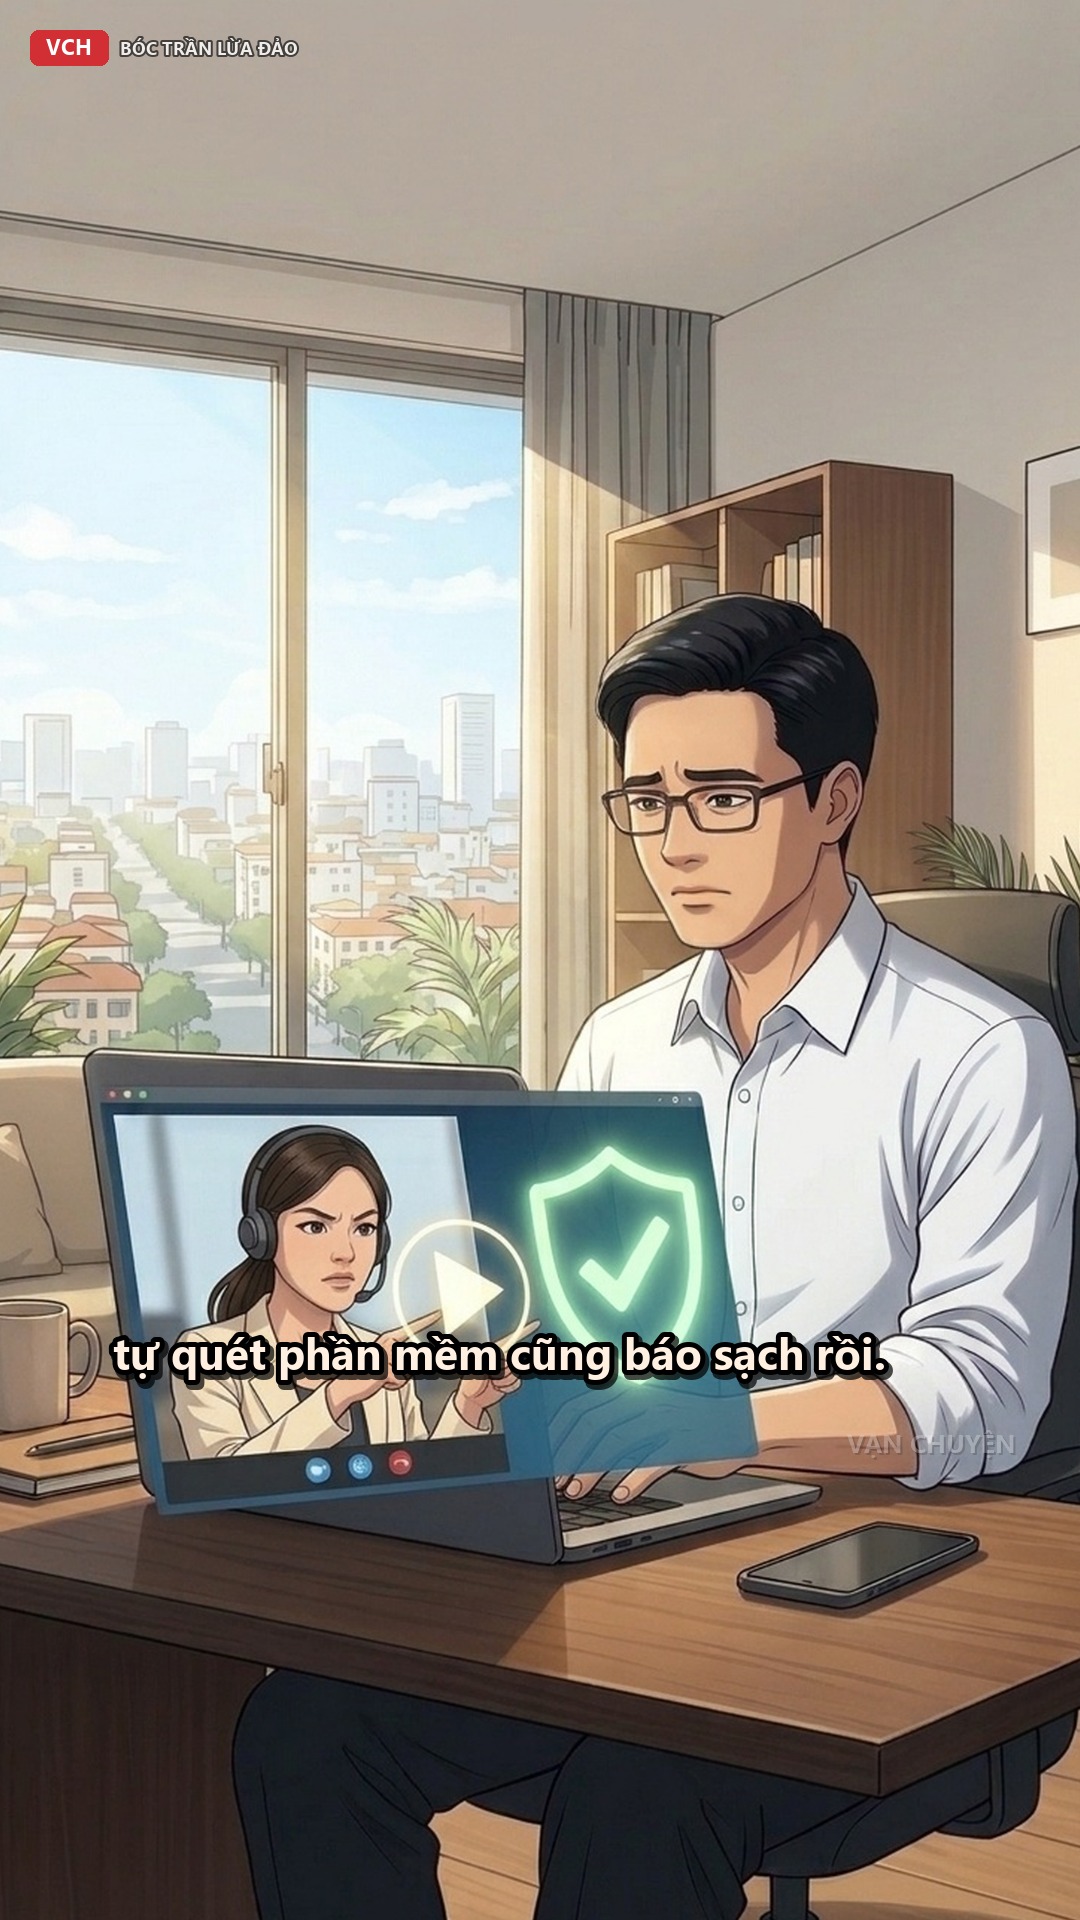 VCH BÓC TRẦN LỪA ĐẢO
tự quét phần mềm cũng báo sạch rồi.
VẠN CHUYỆN